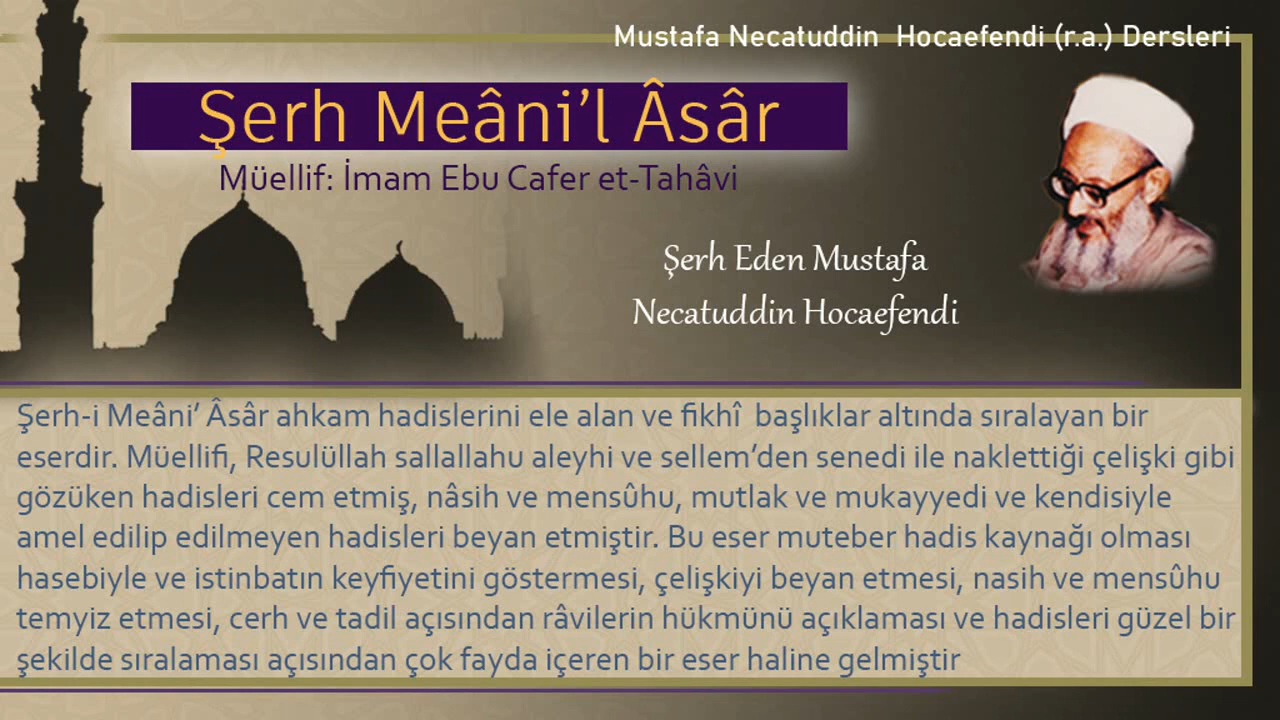 Mustafa Necatuddin Hocaefendi (r.a.) Dersleri
Şerh Meâni’l Âsâr
Müellif: İmam Ebu Cafer et-Tahâvi
Şerh Eden Mustafa
Necatuddin Hocaefendi
Şerh-i Meâni’ Âsâr ahkam hadislerini ele alan ve fikhî başlıklar altında sıralayan bir
eserdir. Müellifi, Resulüllah sallallahu aleyhi ve sellem’den senedi ile naklettiği çelişki gibi
gözüken hadisleri cem etmiş, nâsih ve mensûhu, mutlak ve mukayyedi ve kendisiyle
amel edilip edilmeyen hadisleri beyan etmiştir. Bu eser muteber hadis kaynağı olması
hasebiyle ve istinbatın keyfiyetini göstermesi, çelişkiyi beyan etmesi, nasih ve mensûhu
temyiz etmesi, cerh ve tadil açısından râvilerin hükmünü açıklaması ve hadisleri güzel bir
şekilde sıralaması açısından çok fayda içeren bir eser haline gelmiştir